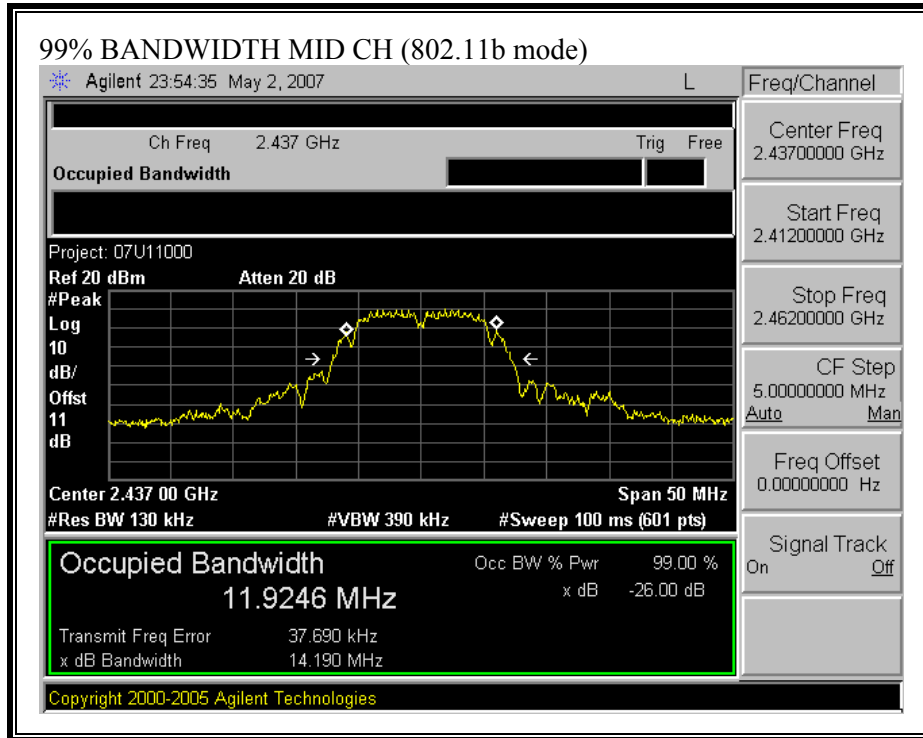 99% BANDWIDTH MID CH (802.11b mode)
Agilent 23:54:35 May 2, 2007 L
Freq/Channel
Ch Freq 2.437 GHz Trig Free
Occupied Bandwidth
Center Freq
2.43700000 GHz
Start Freq
2.41200000 GHz
Stop Freq
2.46200000 GHz
CF Step
5.00000000 MHz
Auto Man
Freq Offset
0.00000000 Hz
Signal Track
On Off
Project: 07U11000
Ref 20 dBm Atten 20 dB
#Peak
Log
10
dB/
Offst
11
dB
Center 2.437 00 GHz Span 50 MHz
#Res BW 130 kHz #VBW 390 kHz #Sweep 100 ms (601 pts)
Occupied Bandwidth
11.9246 MHz
Occ BW % Pwr 99.00 %
x dB -26.00 dB
Transmit Freq Error 37.690 kHz
x dB Bandwidth 14.190 MHz
Copyright 2000-2005 Agilent Technologies